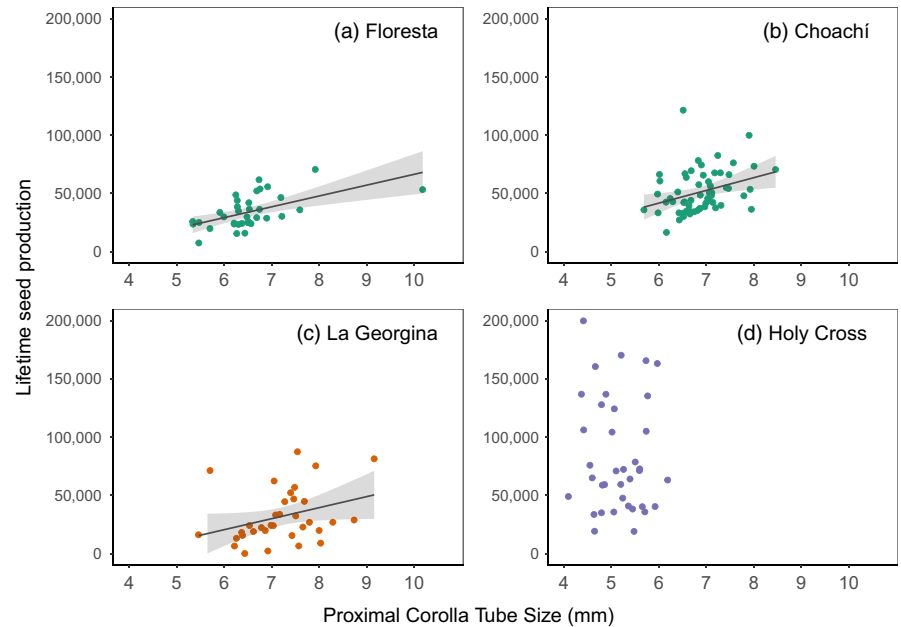 Lifetime seed production
(a) Floresta
200,000
150,000
100,000
50,000
0
4 5 6 7 8 9 10
(b) Choachí
200,000
150,000
100,000
50,000
0
4 5 6 7 8 9 10
(c) La Georgina
200,000
150,000
100,000
50,000
0
4 5 6 7 8 9 10
(d) Holy Cross
200,000
150,000
100,000
50,000
0
4 5 6 7 8 9 10
Proximal Corolla Tube Size (mm)